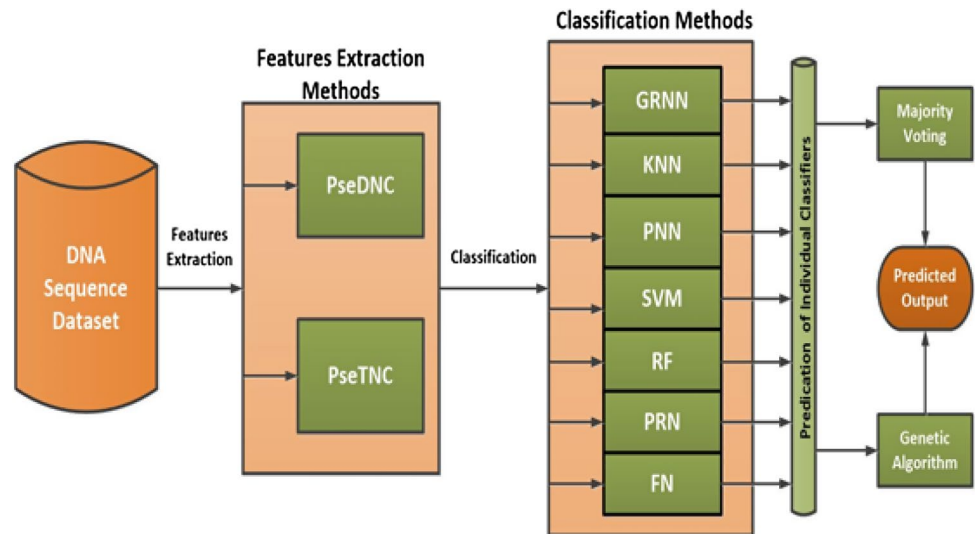 DNA
Sequence
Dataset
Features
Extraction
Features Extraction
Methods
PseDNC
PseTNC
Classification
Classification Methods
GRNN
KNN
PNN
SVM
RF
PRN
FN
Predication of Individual Classifiers
Majority
Voting
Predicted
Output
Genetic
Algorithm